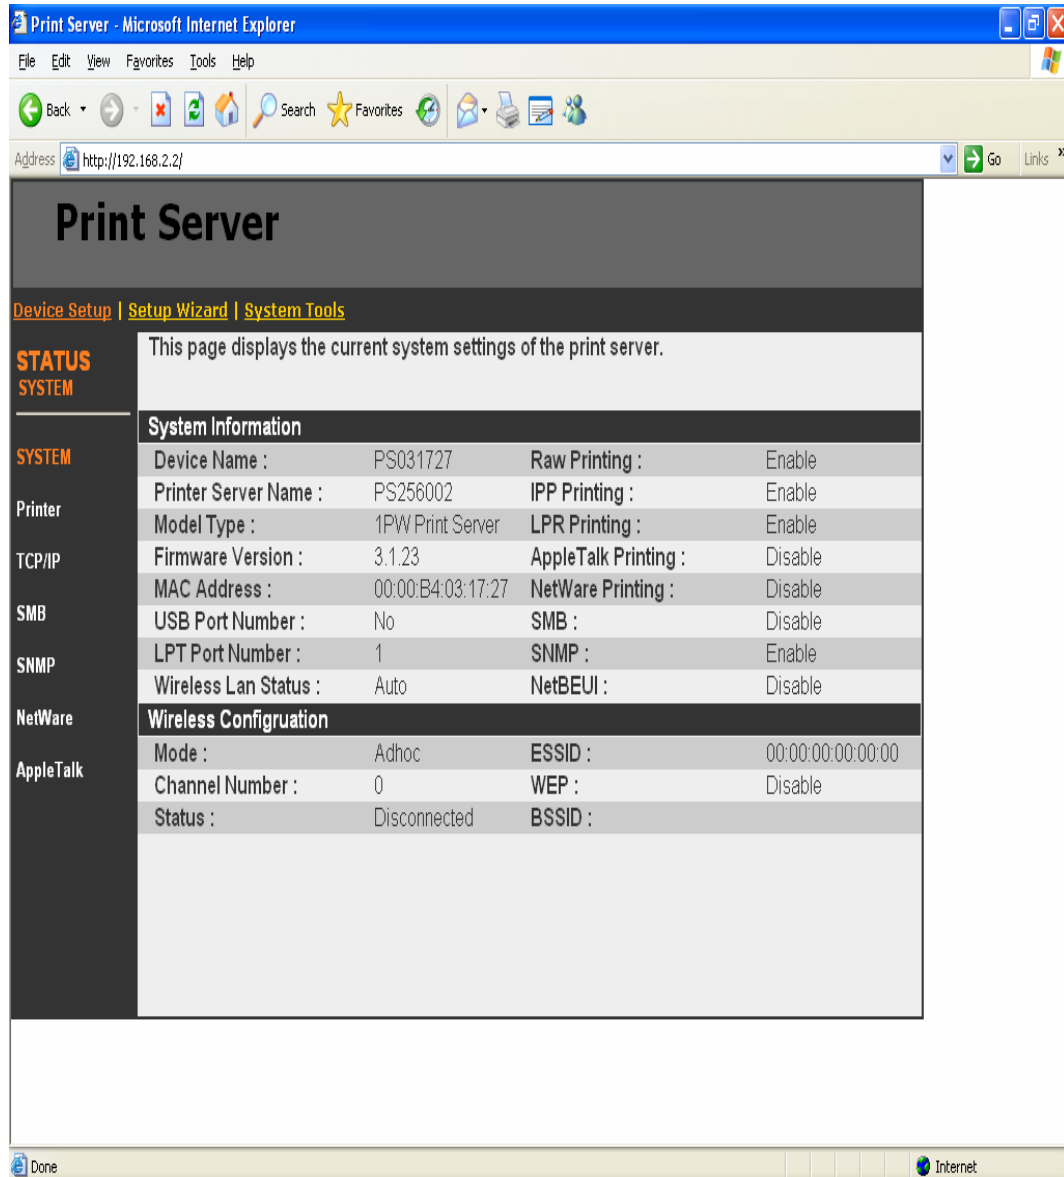 Print Server - Microsoft Internet Explorer
File Edit View Favorites Tools Help
Back Search Favorites
Address http://192.168.2.2/ Go Links »
Print Server
Device Setup | Setup Wizard | System Tools
STATUS
SYSTEM
SYSTEM
Printer
TCP/IP
SMB
SNMP
NetWare
AppleTalk
This page displays the current system settings of the print server.
System Information
Device Name : PS031727 Raw Printing : Enable
Printer Server Name : PS256002 IPP Printing : Enable
Model Type : 1PW Print Server LPR Printing : Enable
Firmware Version : 3.1.23 AppleTalk Printing : Disable
MAC Address : 00:00:B4:03:17:27 NetWare Printing : Disable
USB Port Number : No SMB : Disable
LPT Port Number : 1 SNMP : Enable
Wireless Lan Status : Auto NetBEUI : Disable
Wireless Configruation
Mode : Adhoc ESSID : 00:00:00:00:00:00
Channel Number : 0 WEP : Disable
Status : Disconnected BSSID :
Done Internet